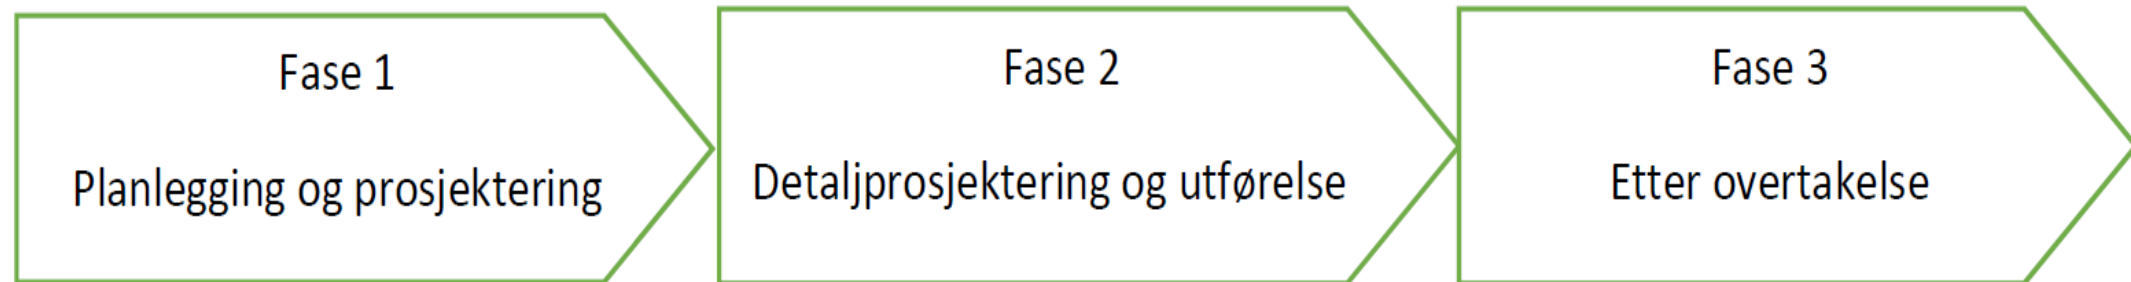 Fase 1
Planlegging og prosjektering
Fase 2
Detaljprosjektering og utførelse
Fase 3
Etter overtakelse